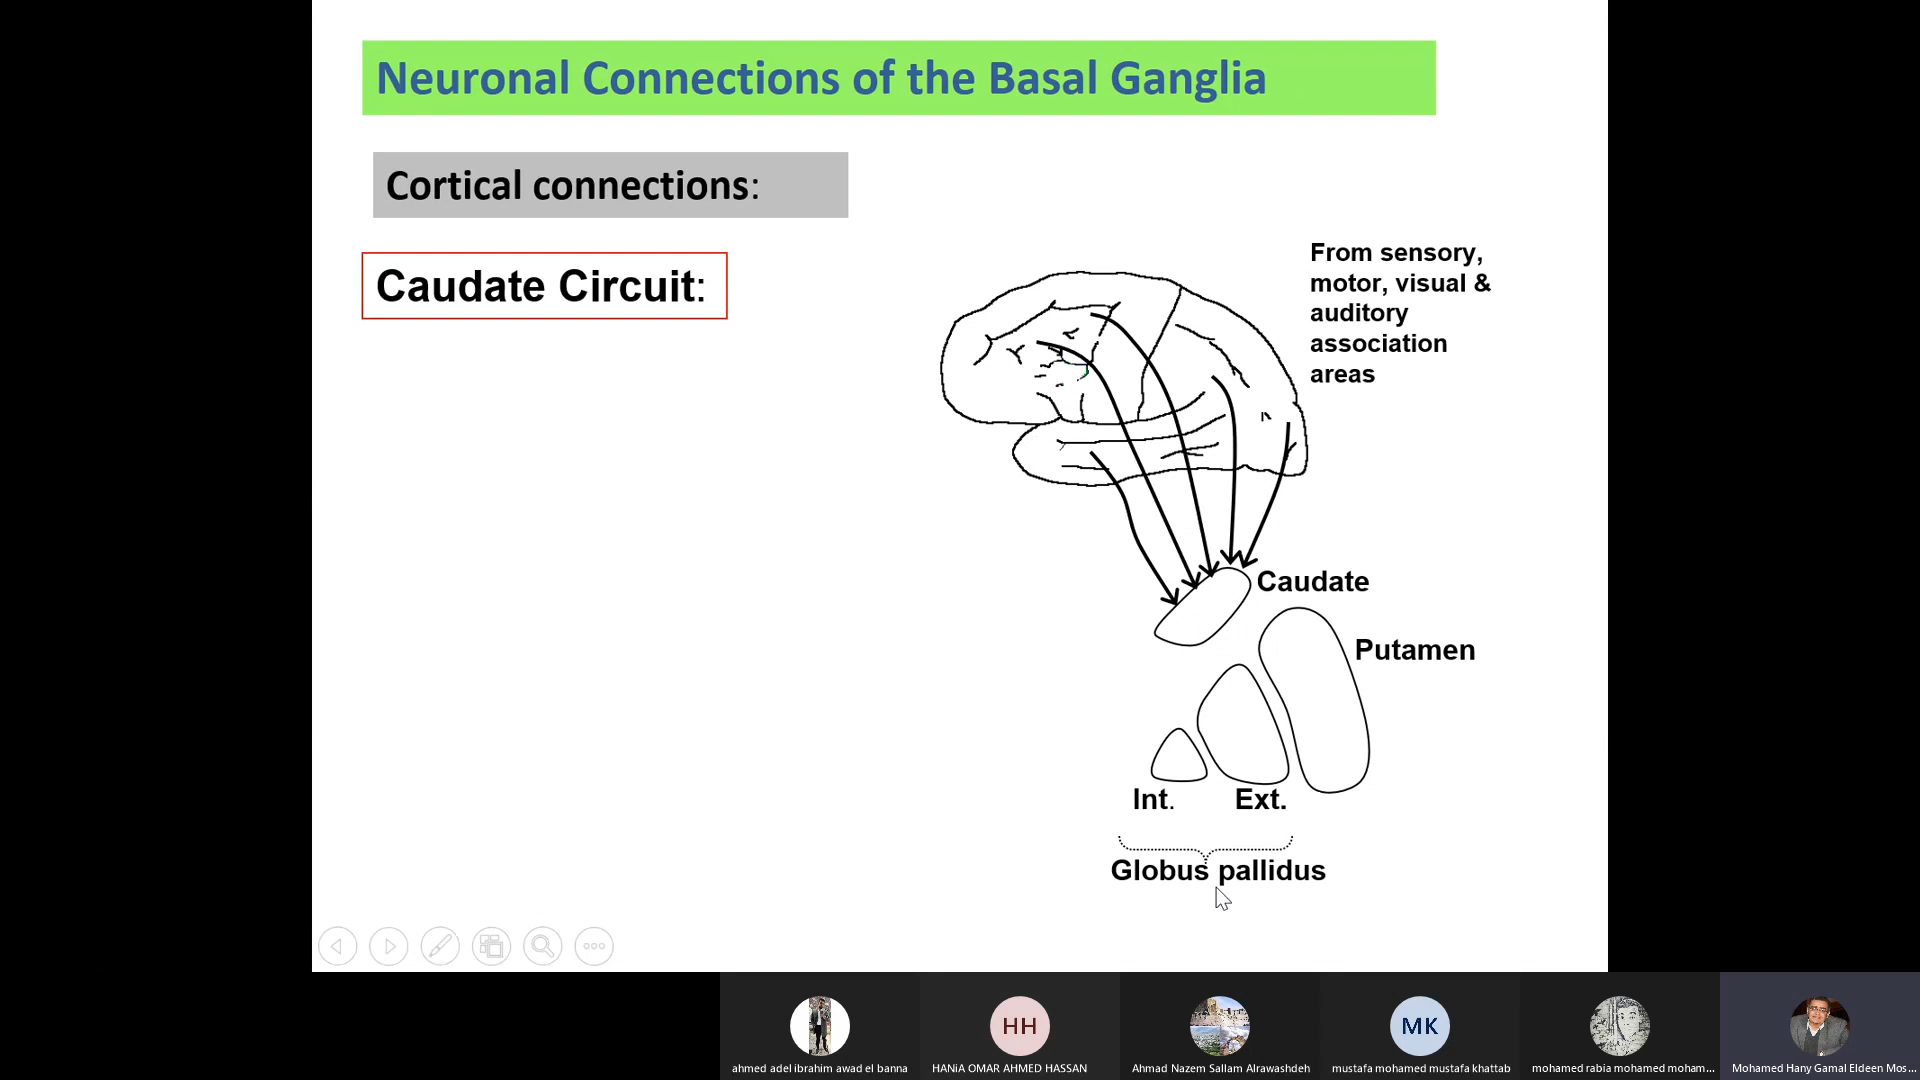 Neuronal Connections of the Basal Ganglia
Cortical connections:
Caudate Circuit:
From sensory,
motor, visual &
auditory
association
areas
Caudate
Putamen
Int. Ext.
Globus pallidus
HH
MK
ahmed adel ibrahim awad el banna
HANiA OMAR AHMED HASSAN
Ahmad Nazem Sallam Alrawashdeh
mustafa mohamed mustafa khattab
mohamed rabia mohamed moham...
Mohamed Hany Gamal Eldeen Mos...